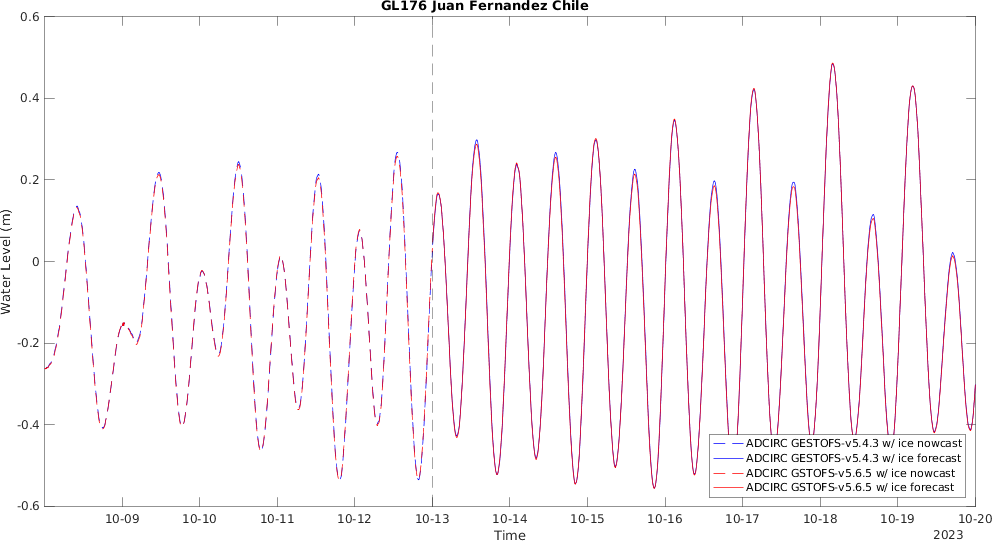 GL176 Juan Fernandez Chile
0.6
0.4
0.2
0
-0.2
-0.4
-0.6
Water Level (m)
10-09 10-10 10-11 10-12 10-13 10-14 10-15 10-16 10-17 10-18 10-19 10-20
Time
2023
ADCIRC GESTOFS-v5.4.3 w/ ice nowcast
ADCIRC GESTOFS-v5.4.3 w/ ice forecast
ADCIRC GSTOFS-v5.6.5 w/ ice nowcast
ADCIRC GSTOFS-v5.6.5 w/ ice forecast